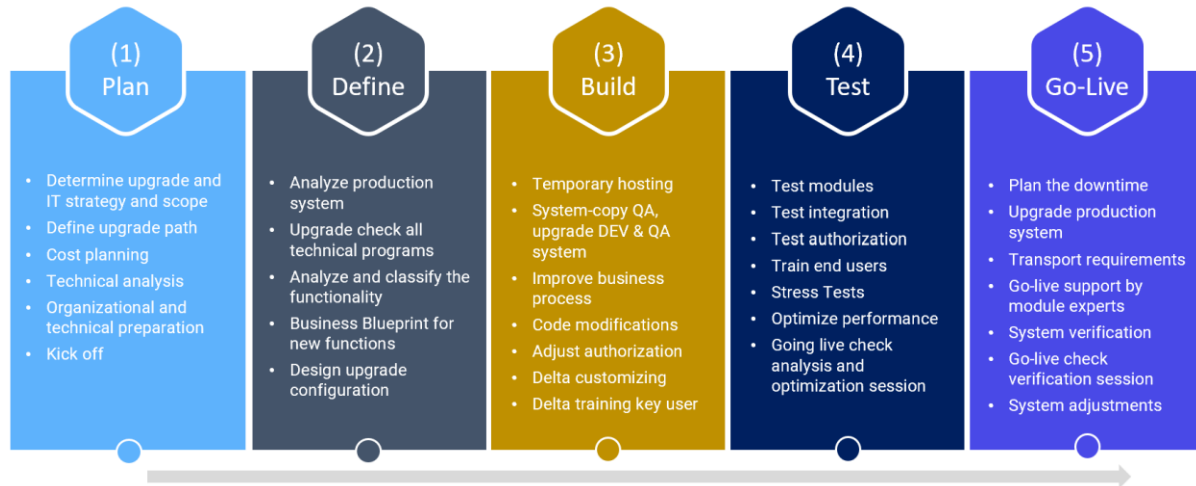 (1)
Plan
• Determine upgrade and
IT strategy and scope
• Define upgrade path
• Cost planning
• Technical analysis
• Organizational and
technical preparation
• Kick off
(2)
Define
• Analyze production
system
• Upgrade check all
technical programs
• Analyze and classify the
functionality
• Business Blueprint for
new functions
• Design upgrade
configuration
(3)
Build
• Temporary hosting
• System-copy QA,
upgrade DEV & QA
system
• Improve business
process
• Code modifications
• Adjust authorization
• Delta customizing
• Delta training key user
(4)
Test
• Test modules
• Test integration
• Test authorization
• Train end users
• Stress Tests
• Optimize performance
• Going live check
analysis and
optimization session
(5)
Go-Live
• Plan the downtime
• Upgrade production
system
• Transport requirements
• Go-live support by
module experts
• System verification
• Go-live check
verification session
• System adjustments